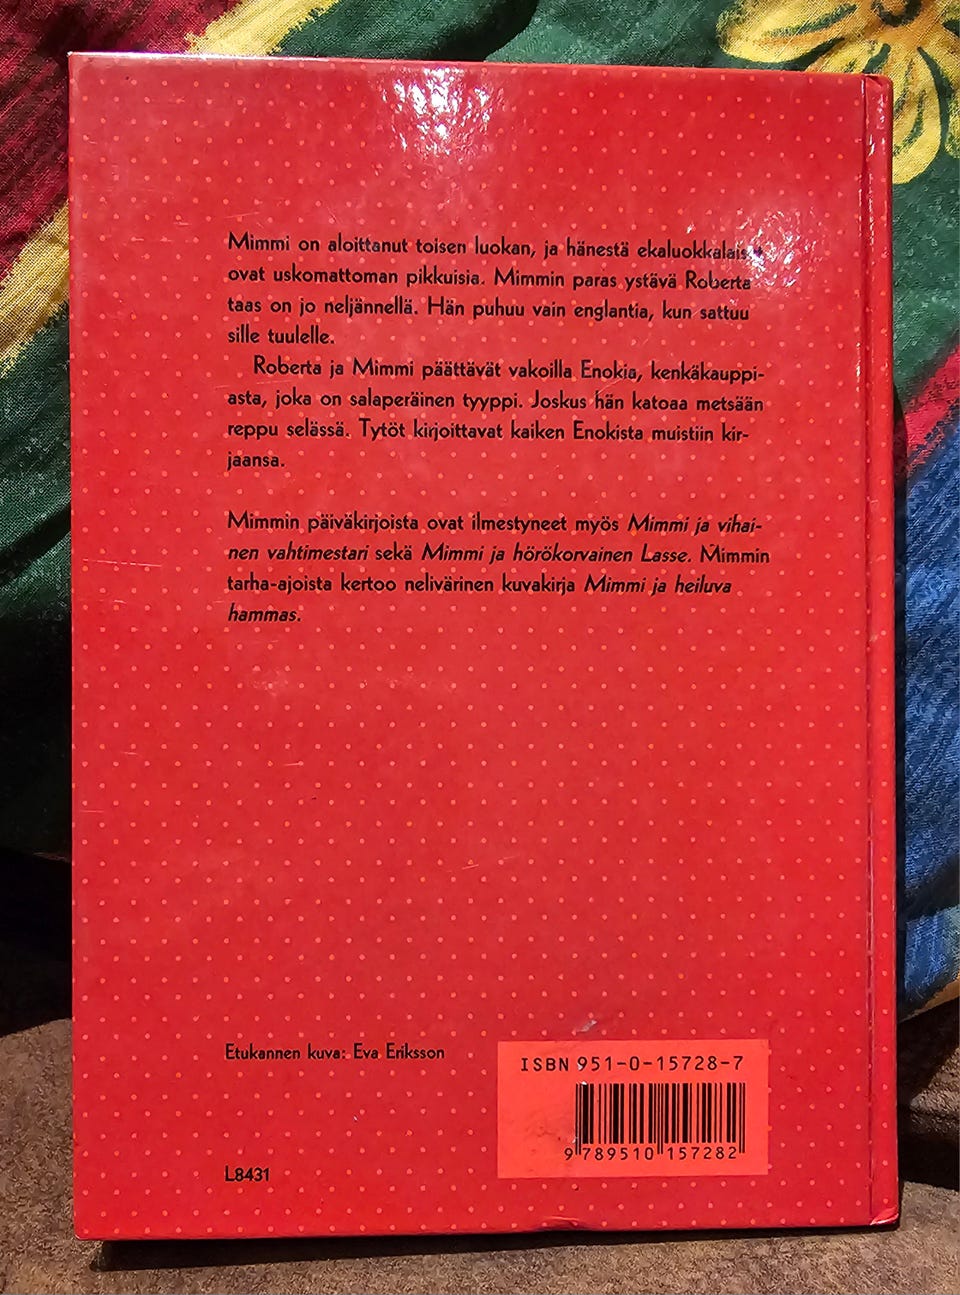 Mimmi on aloittanut toisen luokan, ja hänestä ekaluokkalaiset
ovat uskomattoman pikkuisia. Mimmin paras ystävä Roberta
taas on jo neljännellä. Hän puhuu vain englantia, kun sattuu
sille tuulelle.
Roberta ja Mimmi päättävät vakoilla Enokia, kenkäkauppi-
asta, joka on salaperäinen tyyppi. Joskus hän katoaa metsään
reppu selässä. Tytöt kirjoittavat kaiken Enokista muistiin kir-
jaansa.
Mimmin päiväkirjoista ovat ilmestyneet myös Mimmi ja vihai-
nen vahtimestari sekä Mimmi ja hörökorvainen Lasse. Mimmin
tarha-ajoista kertoo nelivärinen kuvakirja Mimmi ja heiluva
hammas.
Etukannen kuva: Eva Eriksson
ISBN 951-0-15728-7
9 789510 157282
L8431